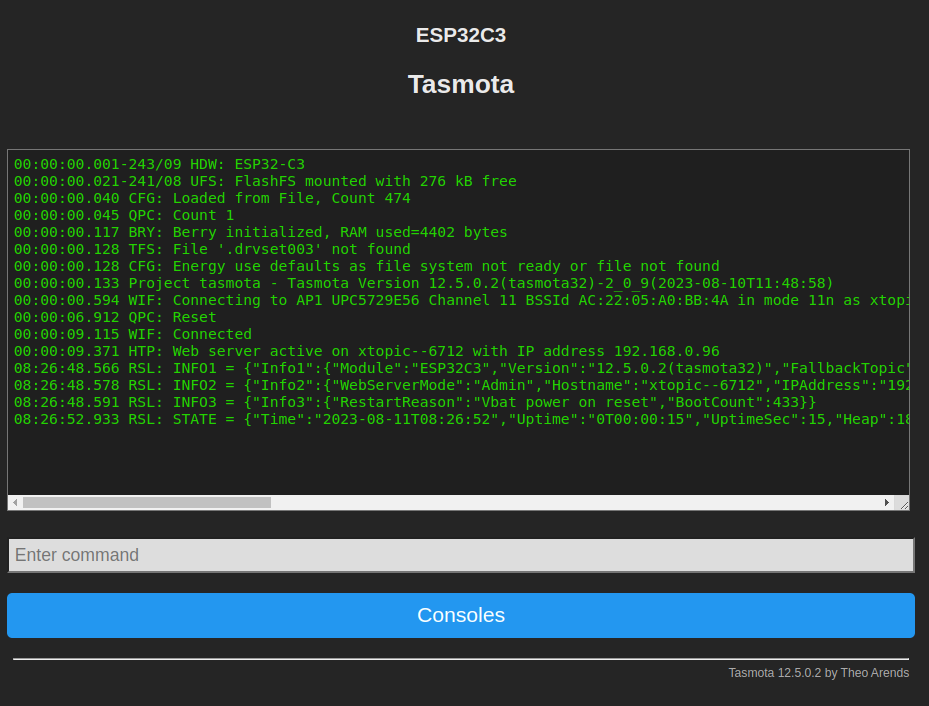 ESP32C3
Tasmota
00:00:00.001-243/09 HDW: ESP32-C3
00:00:00.021-241/08 UFS: FlashFS mounted with 276 kB free
00:00:00.040 CFG: Loaded from File, Count 474
00:00:00.045 QPC: Count 1
00:00:00.117 BRY: Berry initialized, RAM used=4402 bytes
00:00:00.128 TFS: File '.drvset003' not found
00:00:00.128 CFG: Energy use defaults as file system not ready or file not found
00:00:00.133 Project tasmota - Tasmota Version 12.5.0.2(tasmota32)-2_0_9(2023-08-10T11:48:58)
00:00:00.594 WIF: Connecting to AP1 UPC5729E56 Channel 11 BSSId AC:22:05:A0:BB:4A in mode 11n as xtopi
00:00:06.912 QPC: Reset
00:00:09.115 WIF: Connected
00:00:09.371 HTP: Web server active on xtopic--6712 with IP address 192.168.0.96
08:26:48.566 RSL: INFO1 = {"Info1":{"Module":"ESP32C3","Version":"12.5.0.2(tasmota32)","FallbackTopic"
08:26:48.578 RSL: INFO2 = {"Info2":{"WebServerMode":"Admin","Hostname":"xtopic--6712","IPAddress":"192
08:26:48.591 RSL: INFO3 = {"Info3":{"RestartReason":"Vbat power on reset","BootCount":433}}
08:26:52.933 RSL: STATE = {"Time":"2023-08-11T08:26:52","Uptime":"0T00:00:15","UptimeSec":15,"Heap":18
Enter command
Consoles
Tasmota 12.5.0.2 by Theo Arends